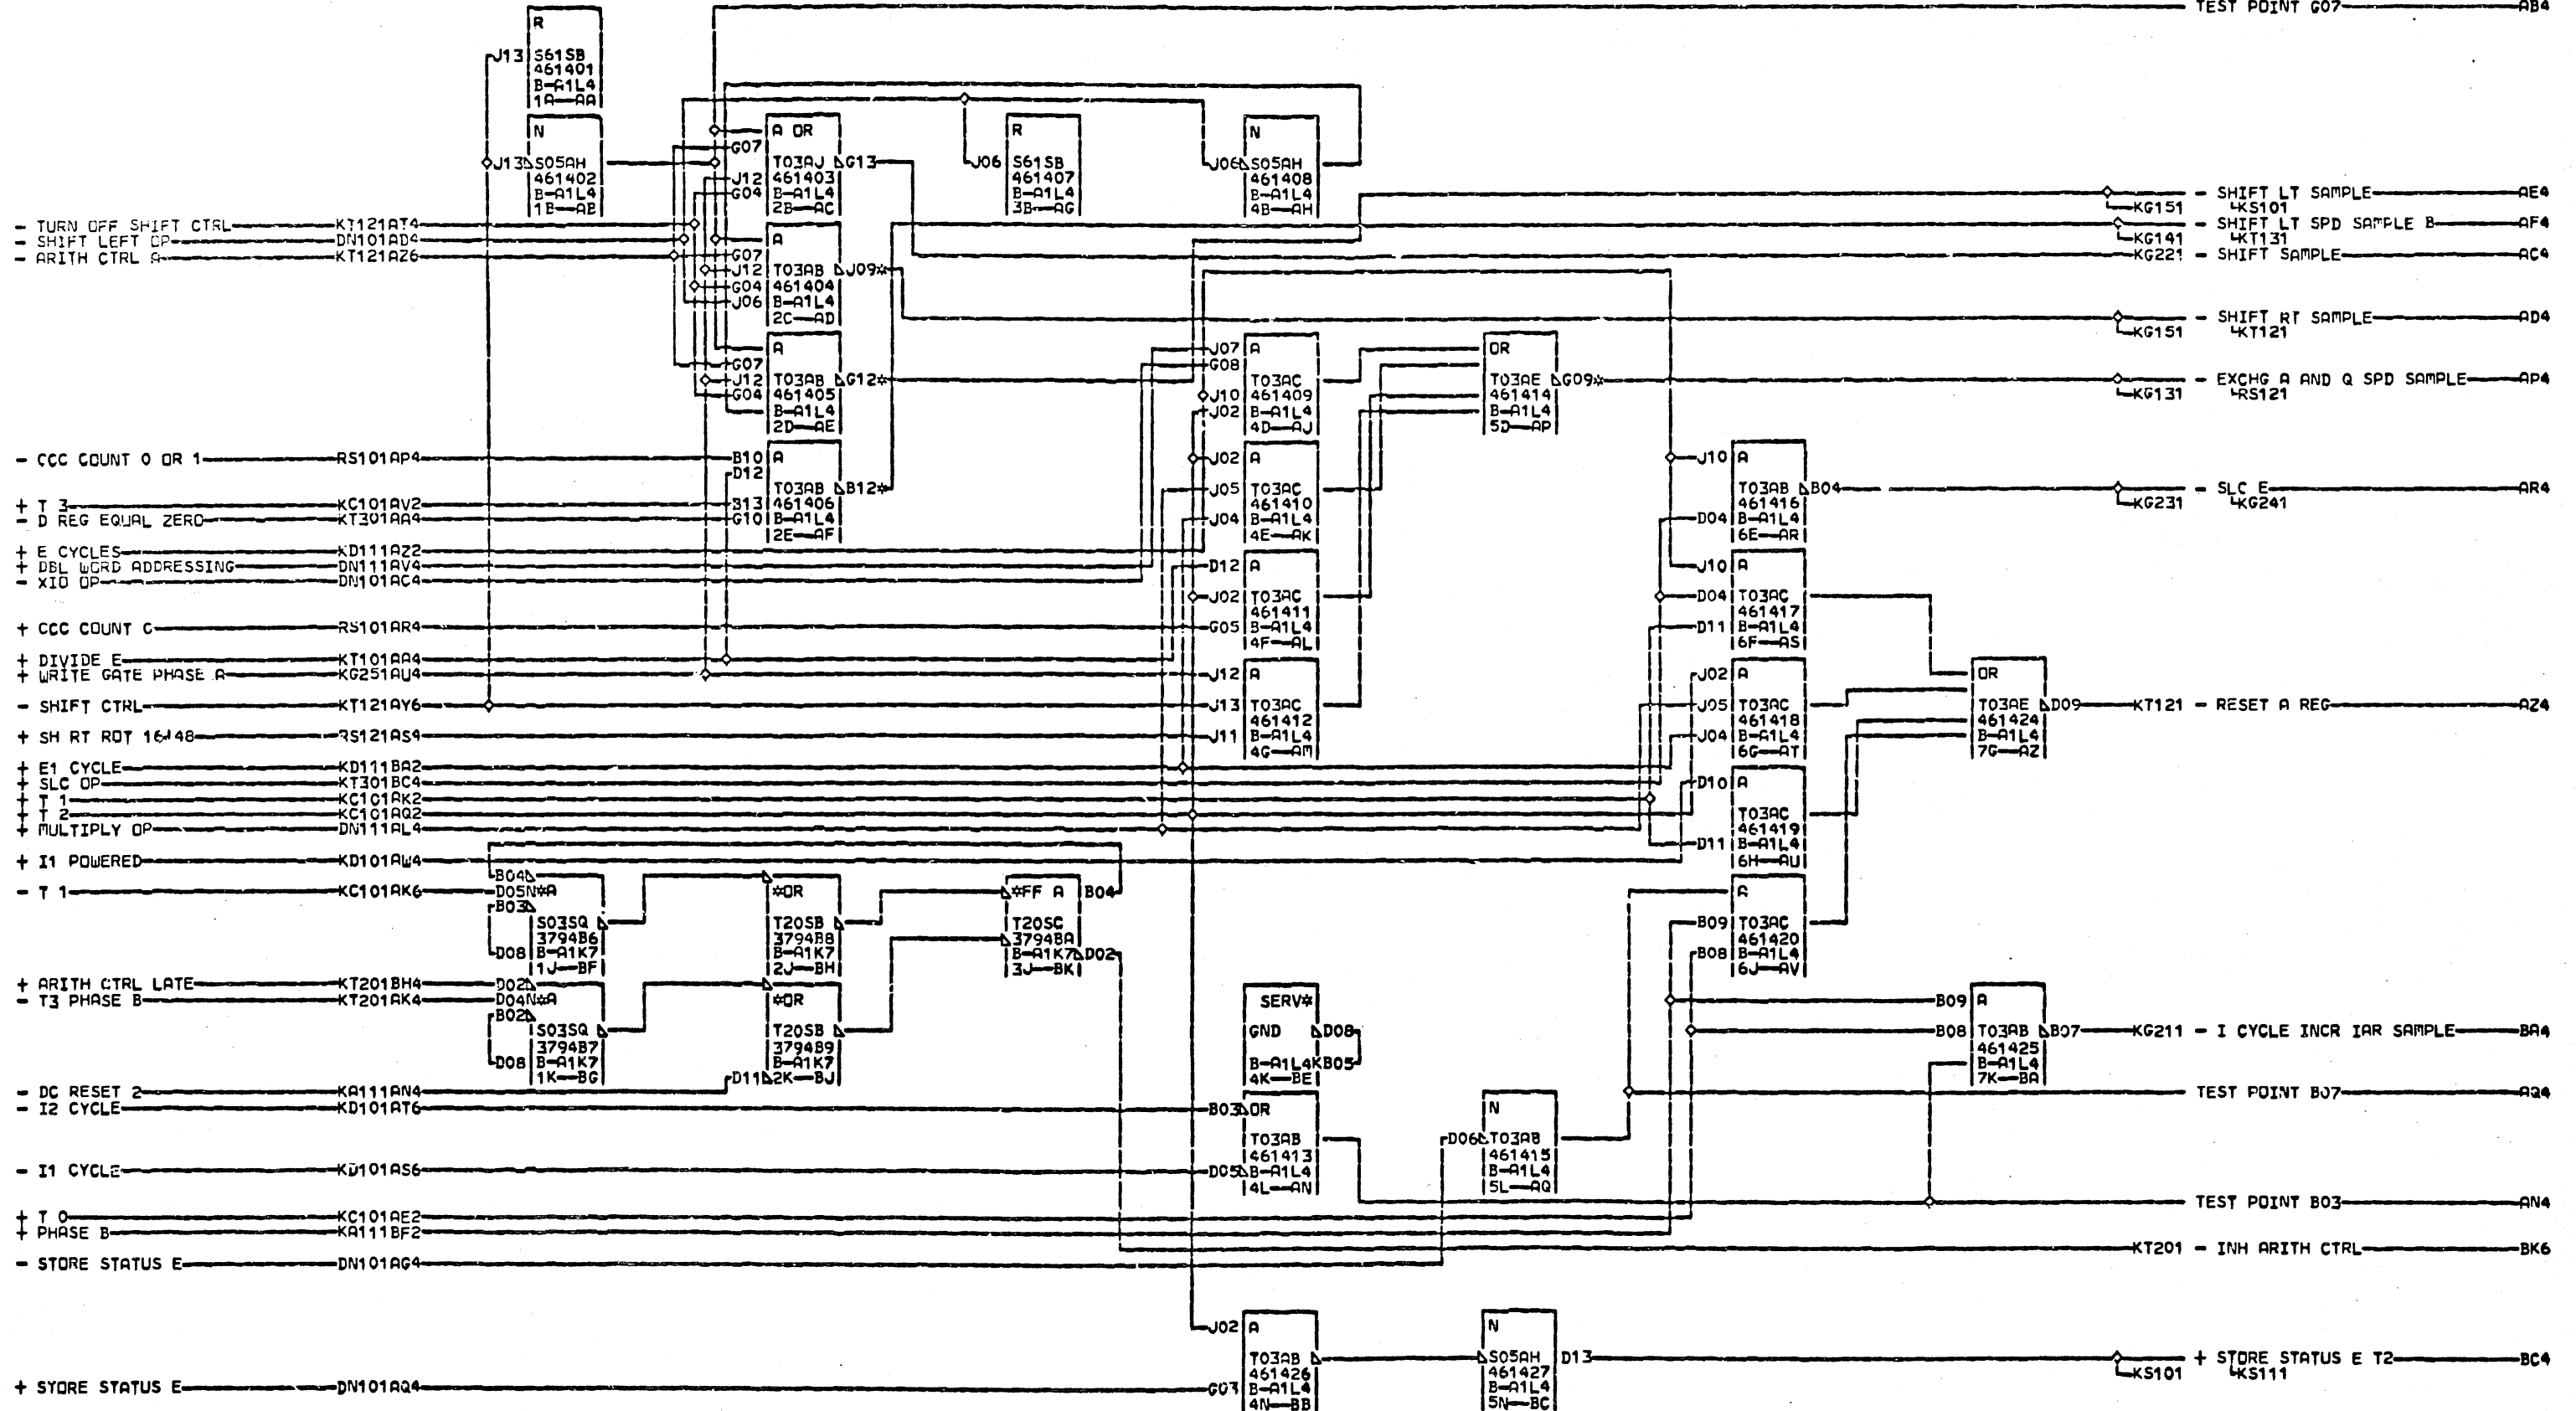 TEST POINT G07 AB4
R
J13 S61SB
461401
B-A1L4
1A-AA
N
J13 S05AH
461402
B-A1L4
1B-AB
A OR
G07
T03AJ G13
J12 461403
G04 B-A1L4
2B-AC
R
J06 S61SB
461407
B-A1L4
3B-AG
N
J06 S05AH
461408
B-A1L4
4B-AH
- SHIFT LT SAMPLE AE4
KG151 KS101
- TURN OFF SHIFT CTRL KT121AT4
- SHIFT LEFT OP DN101AD4
- ARITH CTRL A KT121AZ6
- SHIFT LT SPD SAMPLE B AF4
KG141 KT131
KG221 - SHIFT SAMPLE AC4
A
G07
J12 T03AB J09*
G04 461404
J06 B-A1L4
2C-AD
- SHIFT RT SAMPLE AD4
KG151 KT121
A
G07
J12 T03AB G12*
G04 461405
B-A1L4
2D-AE
J07 A
G08
T03AC
J10 461409
J02 B-A1L4
4D-AJ
OR
T03AE G09*
461414
B-A1L4
5D-AP
- EXCHG A AND Q SPD SAMPLE AP4
KG131 RS121
- CCC COUNT 0 OR 1 RS101AP4
+ T 3 KC101AV2
- D REG EQUAL ZERO KT301AA4
B10 A
D12
T03AB B12*
B13 461406
G10 B-A1L4
2E-AF
J02 A
J05 T03AC
461410
J04 B-A1L4
4E-AK
J10 A
T03AB B04
461416
D04 B-A1L4
6E-AR
- SLC E AR4
KG231 KG241
+ E CYCLES KD111AZ2
+ DBL WORD ADDRESSING DN111AV4
- XIO OP DN101AC4
D12 A
J02 T03AC
461411
G05 B-A1L4
4F-AL
J10 A
D04 T03AC
461417
D11 B-A1L4
6F-AS
+ CCC COUNT 0 RS101AR4
+ DIVIDE E KT101AA4
+ WRITE GATE PHASE A KG251AU4
- SHIFT CTRL KT121AY6
+ SH RT ROT 16 48 RS121AS4
J12 A
J13 T03AC
461412
J11 B-A1L4
4G-AM
J02 A
J05 T03AC
461418
J04 B-A1L4
6G-AT
OR
T03AE D09
461424
B-A1L4
7G-AZ
KT121 - RESET A REG AZ4
+ E1 CYCLE KD111BA2
+ SLC OP KT301BC4
+ T 1 KC101AK2
+ T 2 KC101AQ2
+ MULTIPLY OP DN111AL4
D10 A
T03AC
461419
D11 B-A1L4
6H-AU
+ I1 POWERED KD101AW4
- T 1 KC101AK6
B04
D05N*A
B03
S03SQ
3794B6
D08 B-A1K7
1J-BF
*OR
T20SB
3794B8
B-A1K7
2J-BH
*FF A B04
T20SC
3794BA
B-A1K7 D02
3J-BK
A
B09 T03AC
461420
B08 B-A1L4
6J-AV
+ ARITH CTRL LATE KT201BH4
- T3 PHASE B KT201AK4
D02
D04N*A
B02
S03SQ
3794B7
D08 B-A1K7
1K-BG
*OR
T20SB
3794B9
B-A1K7
D11 2K-BJ
SERV*
GND D08
B-A1L4KB05
4K-BE
B09 A
B08 T03AB B07
461425
B-A1L4
7K-BA
KG211 - I CYCLE INCR IAR SAMPLE BA4
- DC RESET 2 KA111AN4
- I2 CYCLE KD101AT6
TEST POINT B07 AQ4
B03 OR
T03AB
461413
D05 B-A1L4
4L-AN
N
D06 T03AB
461415
B-A1L4
5L-AQ
- I1 CYCLE KD101AS6
TEST POINT B03 AN4
+ T 0 KC101AE2
+ PHASE B KA111BF2
KT201 - INH ARITH CTRL BK6
- STORE STATUS E DN101AG4
J02 A
T03AB
461426
G03 B-A1L4
4N-BB
N
S05AH D13
461427
B-A1L4
5N-BC
+ STORE STATUS E T2 BC4
KS101 KS111
+ STORE STATUS E DN101AQ4